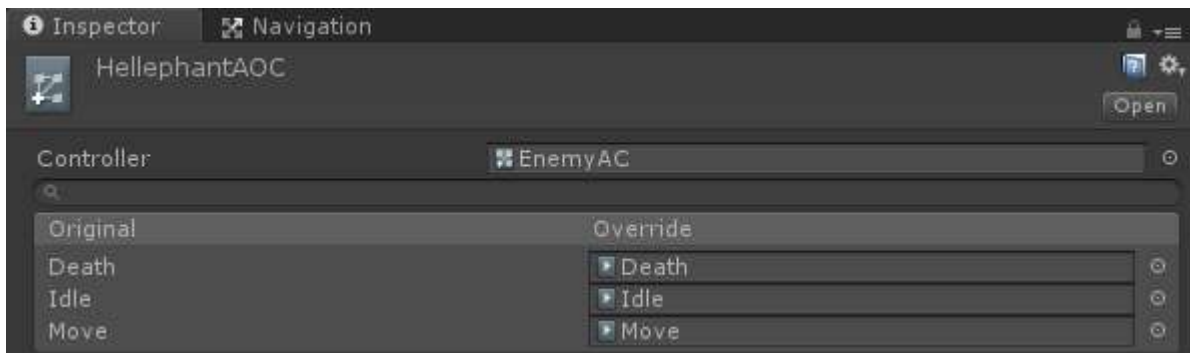 Inspector Navigation
HellephantAOC
Open
Controller EnemyAC
Original Override
Death Death
Idle Idle
Move Move